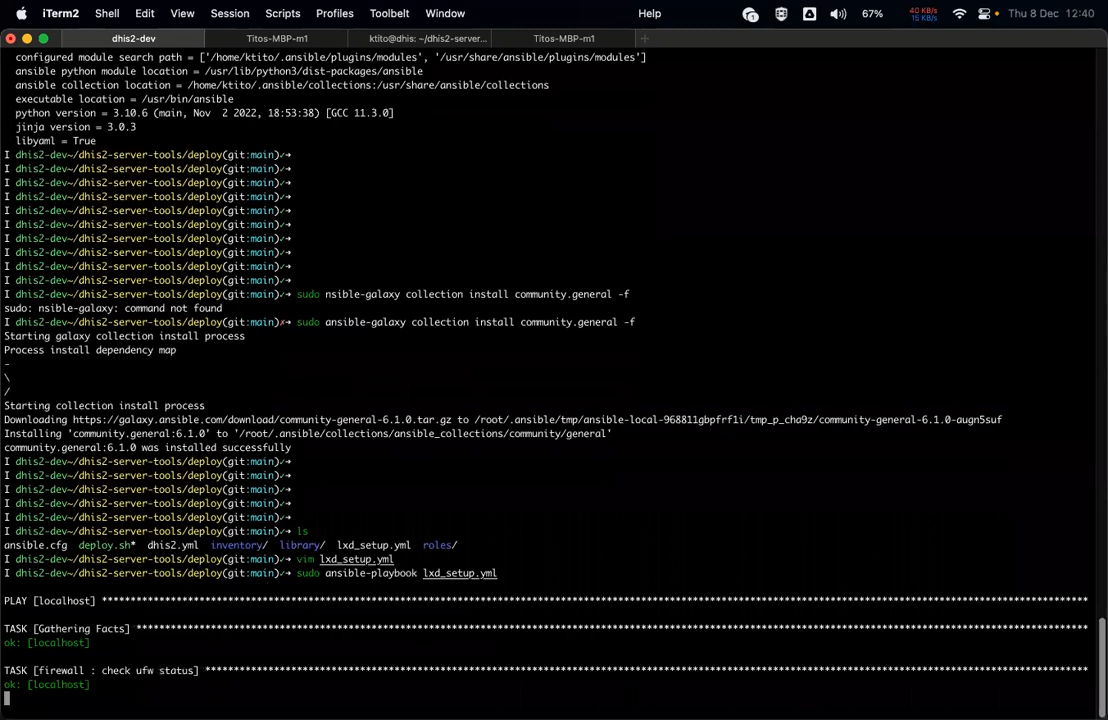 iTerm2 Shell Edit View Session Scripts Profiles Toolbelt Window Help 67% 40 KB/s 15 KB/s Thu 8 Dec 12:40
dhis2-dev Titos-MBP-m1 ktito@dhis: ~/dhis2-server... Titos-MBP-m1
configured module search path = ['/home/ktito/.ansible/plugins/modules', '/usr/share/ansible/plugins/modules']
ansible python module location = /usr/lib/python3/dist-packages/ansible
ansible collection location = /home/ktito/.ansible/collections:/usr/share/ansible/collections
executable location = /usr/bin/ansible
python version = 3.10.6 (main, Nov  2 2022, 18:53:38) [GCC 11.3.0]
jinja version = 3.0.3
libyaml = True
I dhis2-dev~/dhis2-server-tools/deploy(git:main)✓➜
I dhis2-dev~/dhis2-server-tools/deploy(git:main)✓➜
I dhis2-dev~/dhis2-server-tools/deploy(git:main)✓➜
I dhis2-dev~/dhis2-server-tools/deploy(git:main)✓➜
I dhis2-dev~/dhis2-server-tools/deploy(git:main)✓➜
I dhis2-dev~/dhis2-server-tools/deploy(git:main)✓➜
I dhis2-dev~/dhis2-server-tools/deploy(git:main)✓➜
I dhis2-dev~/dhis2-server-tools/deploy(git:main)✓➜
I dhis2-dev~/dhis2-server-tools/deploy(git:main)✓➜
I dhis2-dev~/dhis2-server-tools/deploy(git:main)✓➜
I dhis2-dev~/dhis2-server-tools/deploy(git:main)✓➜ sudo nsible-galaxy collection install community.general -f
sudo: nsible-galaxy: command not found
I dhis2-dev~/dhis2-server-tools/deploy(git:main)✗➜ sudo ansible-galaxy collection install community.general -f
Starting galaxy collection install process
Process install dependency map
-
\
/
Starting collection install process
Downloading https://galaxy.ansible.com/download/community-general-6.1.0.tar.gz to /root/.ansible/tmp/ansible-local-968811gbpfrf1i/tmp_p_cha9z/community-general-6.1.0-augn5suf
Installing 'community.general:6.1.0' to '/root/.ansible/collections/ansible_collections/community/general'
community.general:6.1.0 was installed successfully
I dhis2-dev~/dhis2-server-tools/deploy(git:main)✓➜
I dhis2-dev~/dhis2-server-tools/deploy(git:main)✓➜
I dhis2-dev~/dhis2-server-tools/deploy(git:main)✓➜
I dhis2-dev~/dhis2-server-tools/deploy(git:main)✓➜
I dhis2-dev~/dhis2-server-tools/deploy(git:main)✓➜
I dhis2-dev~/dhis2-server-tools/deploy(git:main)✓➜ ls
ansible.cfg  deploy.sh*  dhis2.yml  inventory/  library/  lxd_setup.yml  roles/
I dhis2-dev~/dhis2-server-tools/deploy(git:main)✓➜ vim lxd_setup.yml
I dhis2-dev~/dhis2-server-tools/deploy(git:main)✓➜ sudo ansible-playbook lxd_setup.yml
PLAY [localhost] ****************************************************************************************************************************************************************
TASK [Gathering Facts] **********************************************************************************************************************************************************
ok: [localhost]
TASK [firewall : check ufw status] **********************************************************************************************************************************************
ok: [localhost]